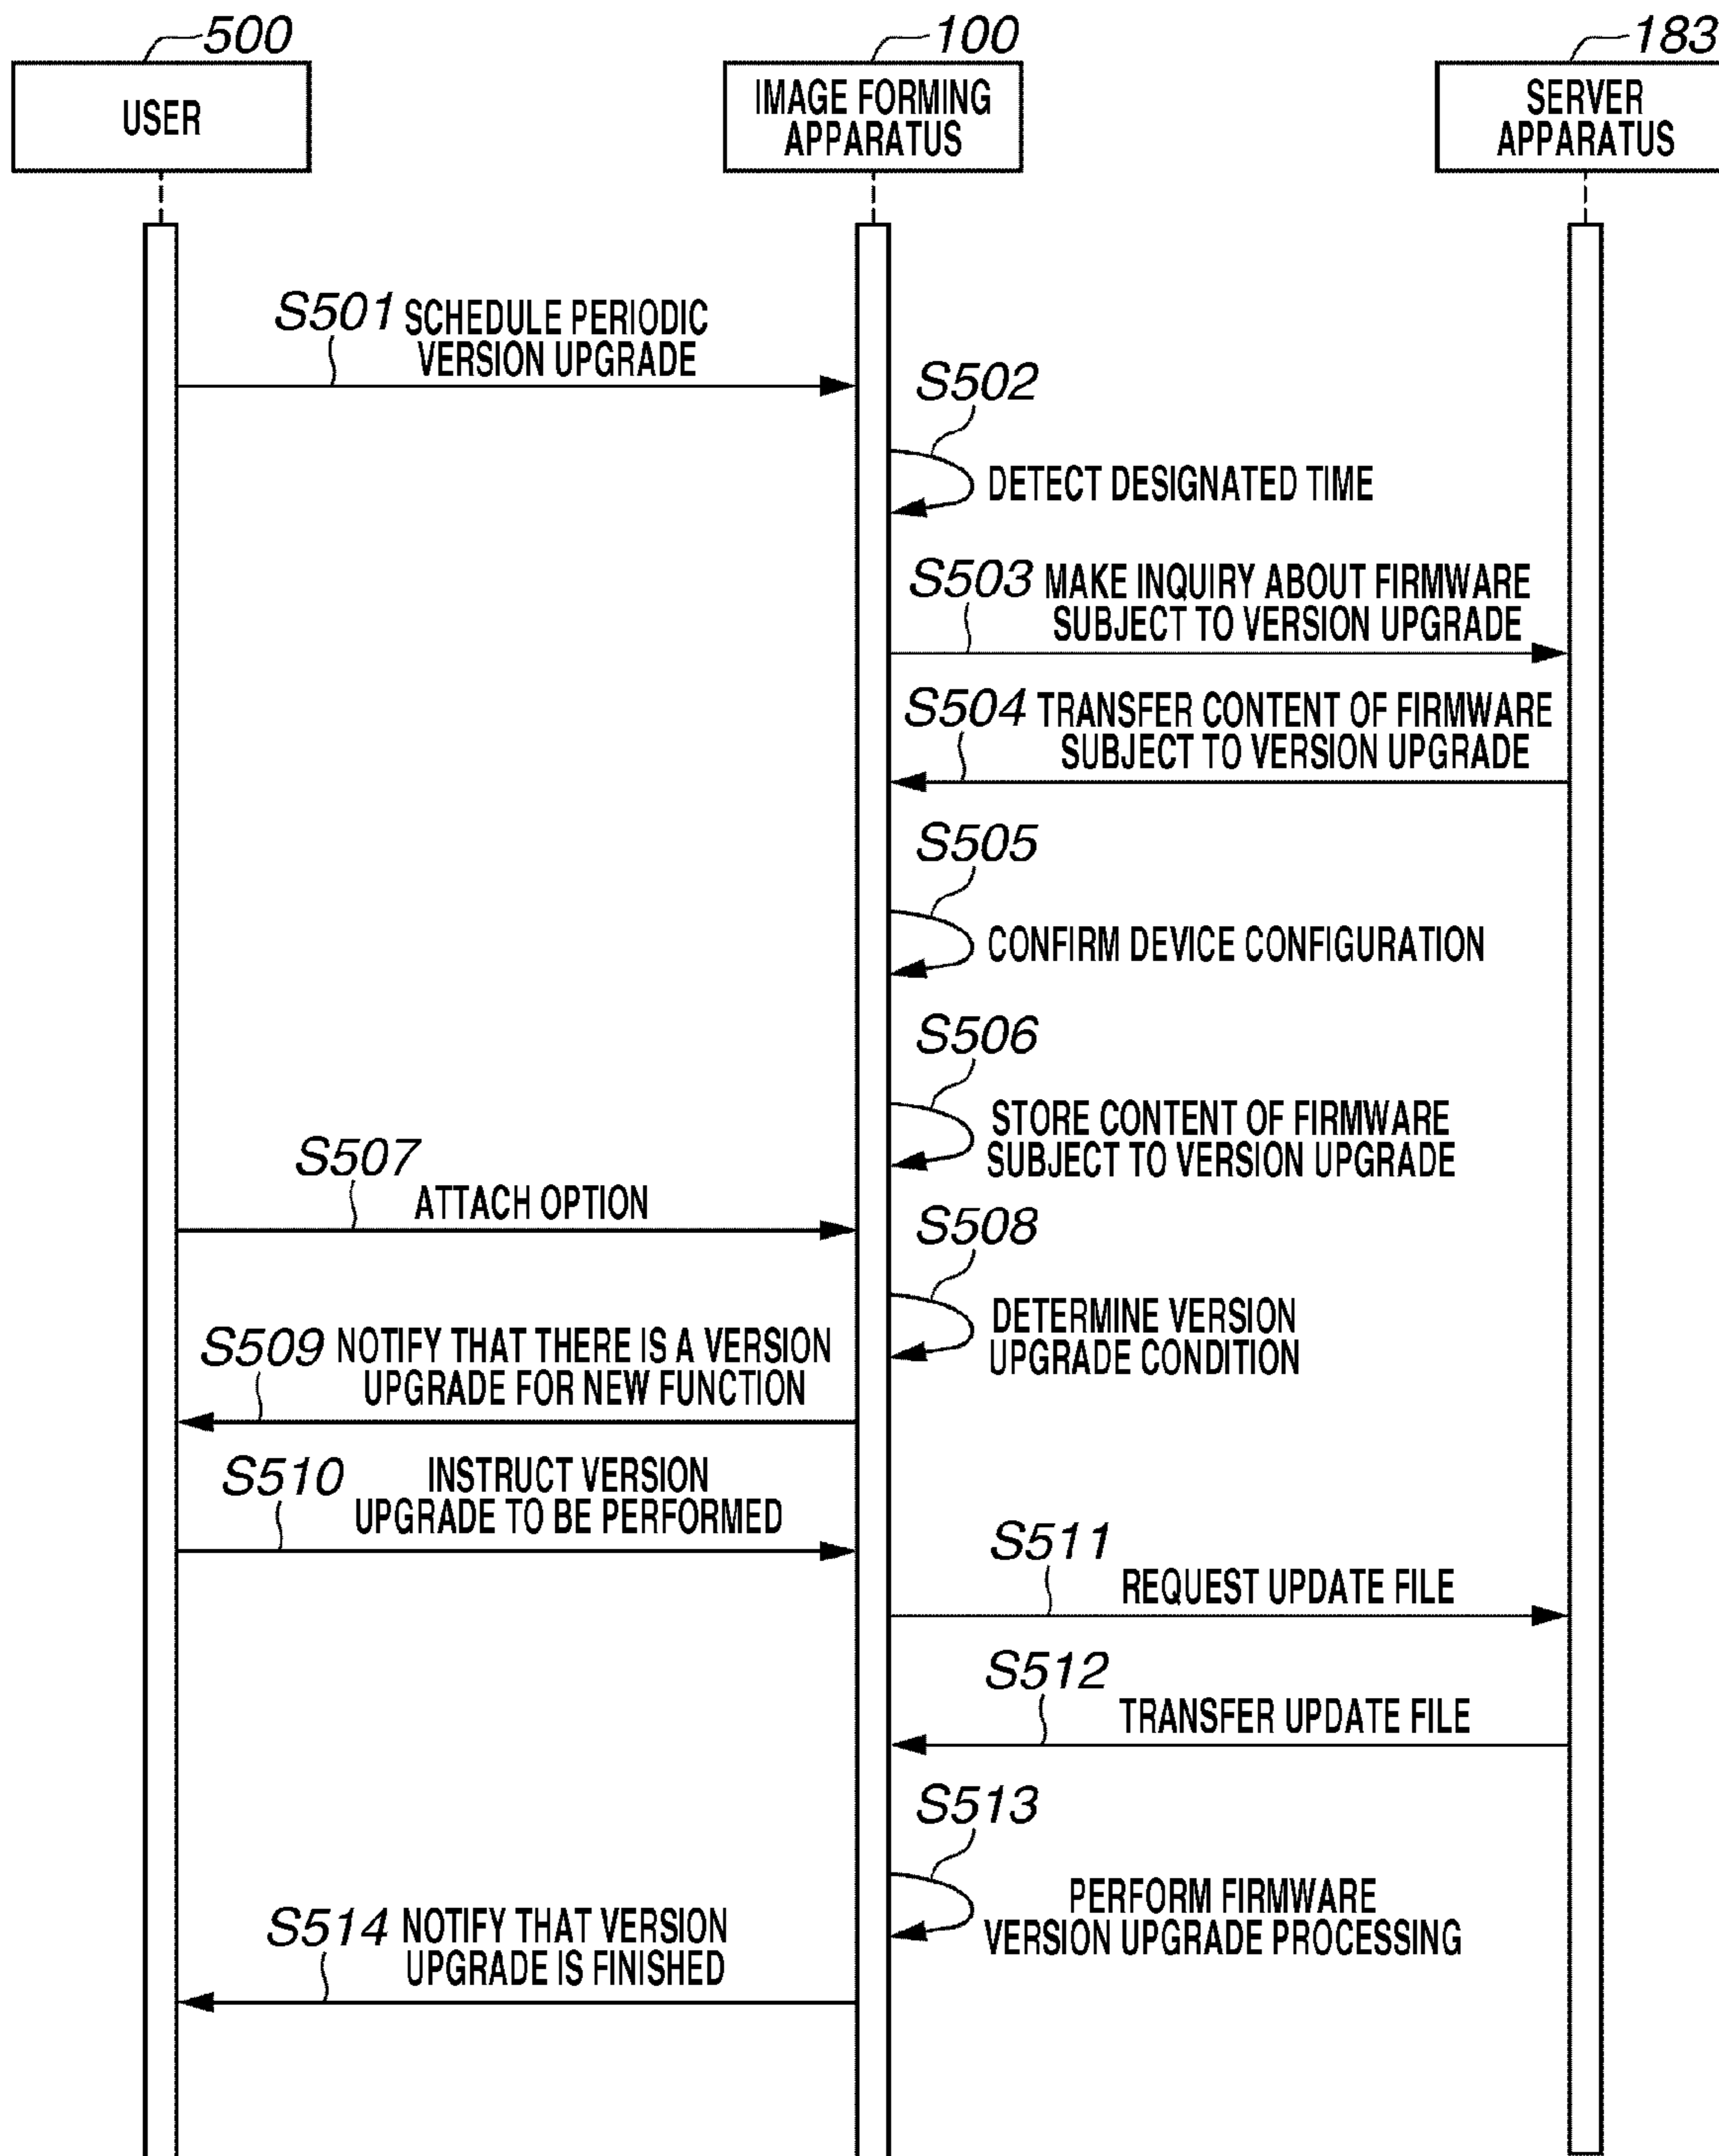 500
100
183
USER
IMAGE FORMING
APPARATUS
SERVER
APPARATUS
S501 SCHEDULE PERIODIC
VERSION UPGRADE
S502
DETECT DESIGNATED TIME
S503 MAKE INQUIRY ABOUT FIRMWARE
SUBJECT TO VERSION UPGRADE
S504 TRANSFER CONTENT OF FIRMWARE
SUBJECT TO VERSION UPGRADE
S505
CONFIRM DEVICE CONFIGURATION
S506
STORE CONTENT OF FIRMWARE
SUBJECT TO VERSION UPGRADE
S507
ATTACH OPTION
S508
DETERMINE VERSION
UPGRADE CONDITION
S509 NOTIFY THAT THERE IS A VERSION
UPGRADE FOR NEW FUNCTION
S510 INSTRUCT VERSION
UPGRADE TO BE PERFORMED
S511
REQUEST UPDATE FILE
S512
TRANSFER UPDATE FILE
S513
PERFORM FIRMWARE
VERSION UPGRADE PROCESSING
S514 NOTIFY THAT VERSION
UPGRADE IS FINISHED